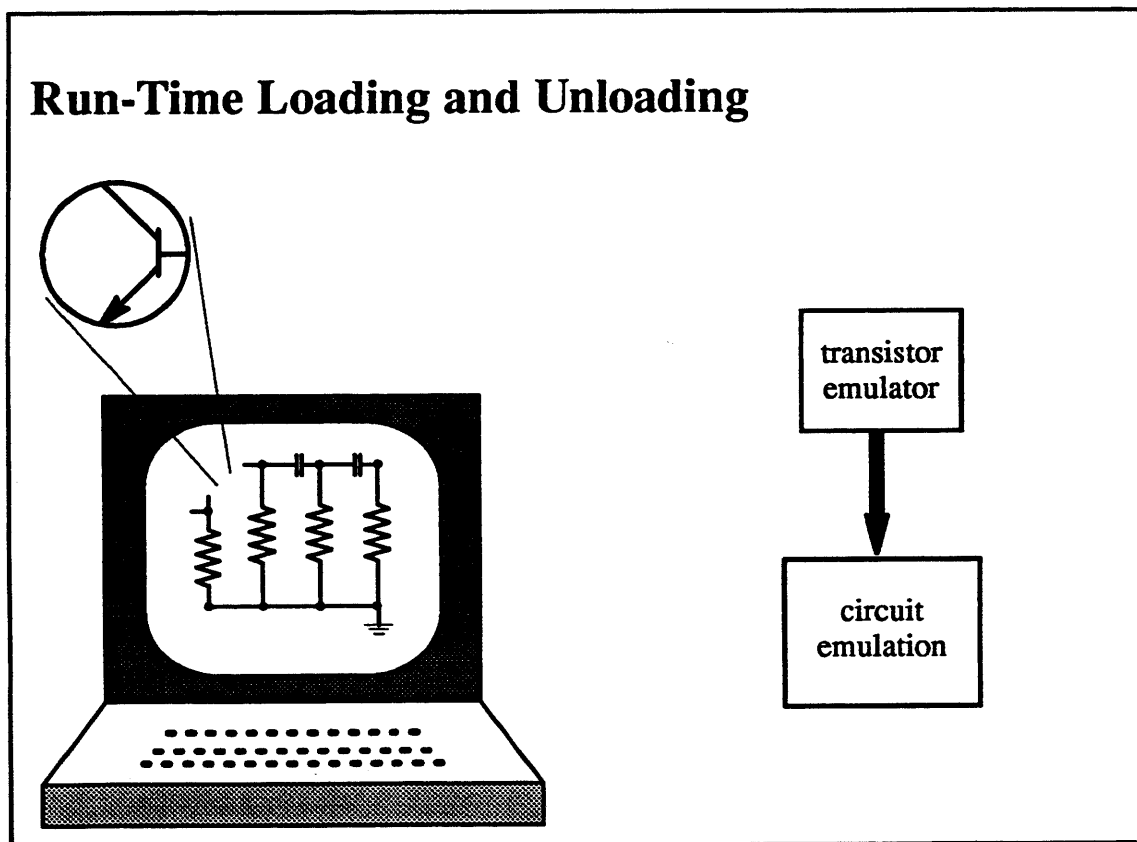 Run-Time Loading and Unloading
transistor
emulator
circuit
emulation